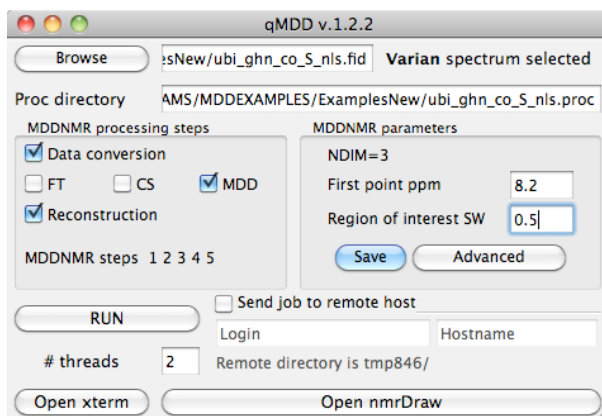 qMDD v.1.2.2
Browse esNew/ubi_ghn_co_S_nls.fid Varian spectrum selected
Proc directory AMS/MDDEXAMPLES/ExamplesNew/ubi_ghn_co_S_nls.proc
MDDNMR processing steps MDDNMR parameters
Data conversion NDIM=3
FT CS MDD First point ppm 8.2
Reconstruction Region of interest SW 0.5
MDDNMR steps 1 2 3 4 5 Save Advanced
Send job to remote host
RUN Login Hostname
# threads 2 Remote directory is tmp846/
Open xterm Open nmrDraw